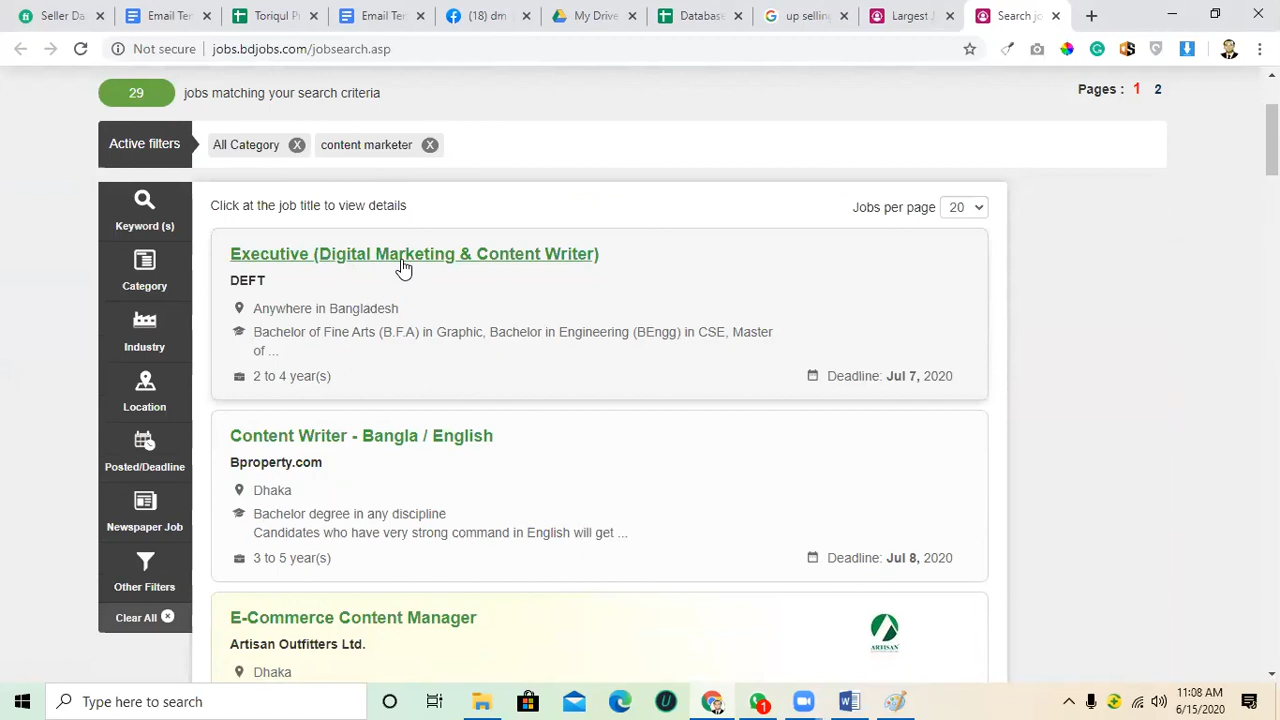 Seller Da
Email Ter
Torikul P
Email Ter
(18) dm
My Drive
Database
up selling
Largest J
Search jo
Not secure
jobs.bdjobs.com/jobsearch.asp
29
jobs matching your search criteria
Pages : 1 2
Active filters
All Category X
content marketer X
Click at the job title to view details
Jobs per page 20
Keyword (s)
Category
Industry
Location
Posted/Deadline
Newspaper Job
Other Filters
Clear All
Executive (Digital Marketing & Content Writer)
DEFT
Anywhere in Bangladesh
Bachelor of Fine Arts (B.F.A) in Graphic, Bachelor in Engineering (BEngg) in CSE, Master
of ...
2 to 4 year(s)
Deadline: Jul 7, 2020
Content Writer - Bangla / English
Bproperty.com
Dhaka
Bachelor degree in any discipline
Candidates who have very strong command in English will get ...
3 to 5 year(s)
Deadline: Jul 8, 2020
E-Commerce Content Manager
ARTISAN
Artisan Outfitters Ltd.
Dhaka
Type here to search
1
11:08 AM
6/15/2020